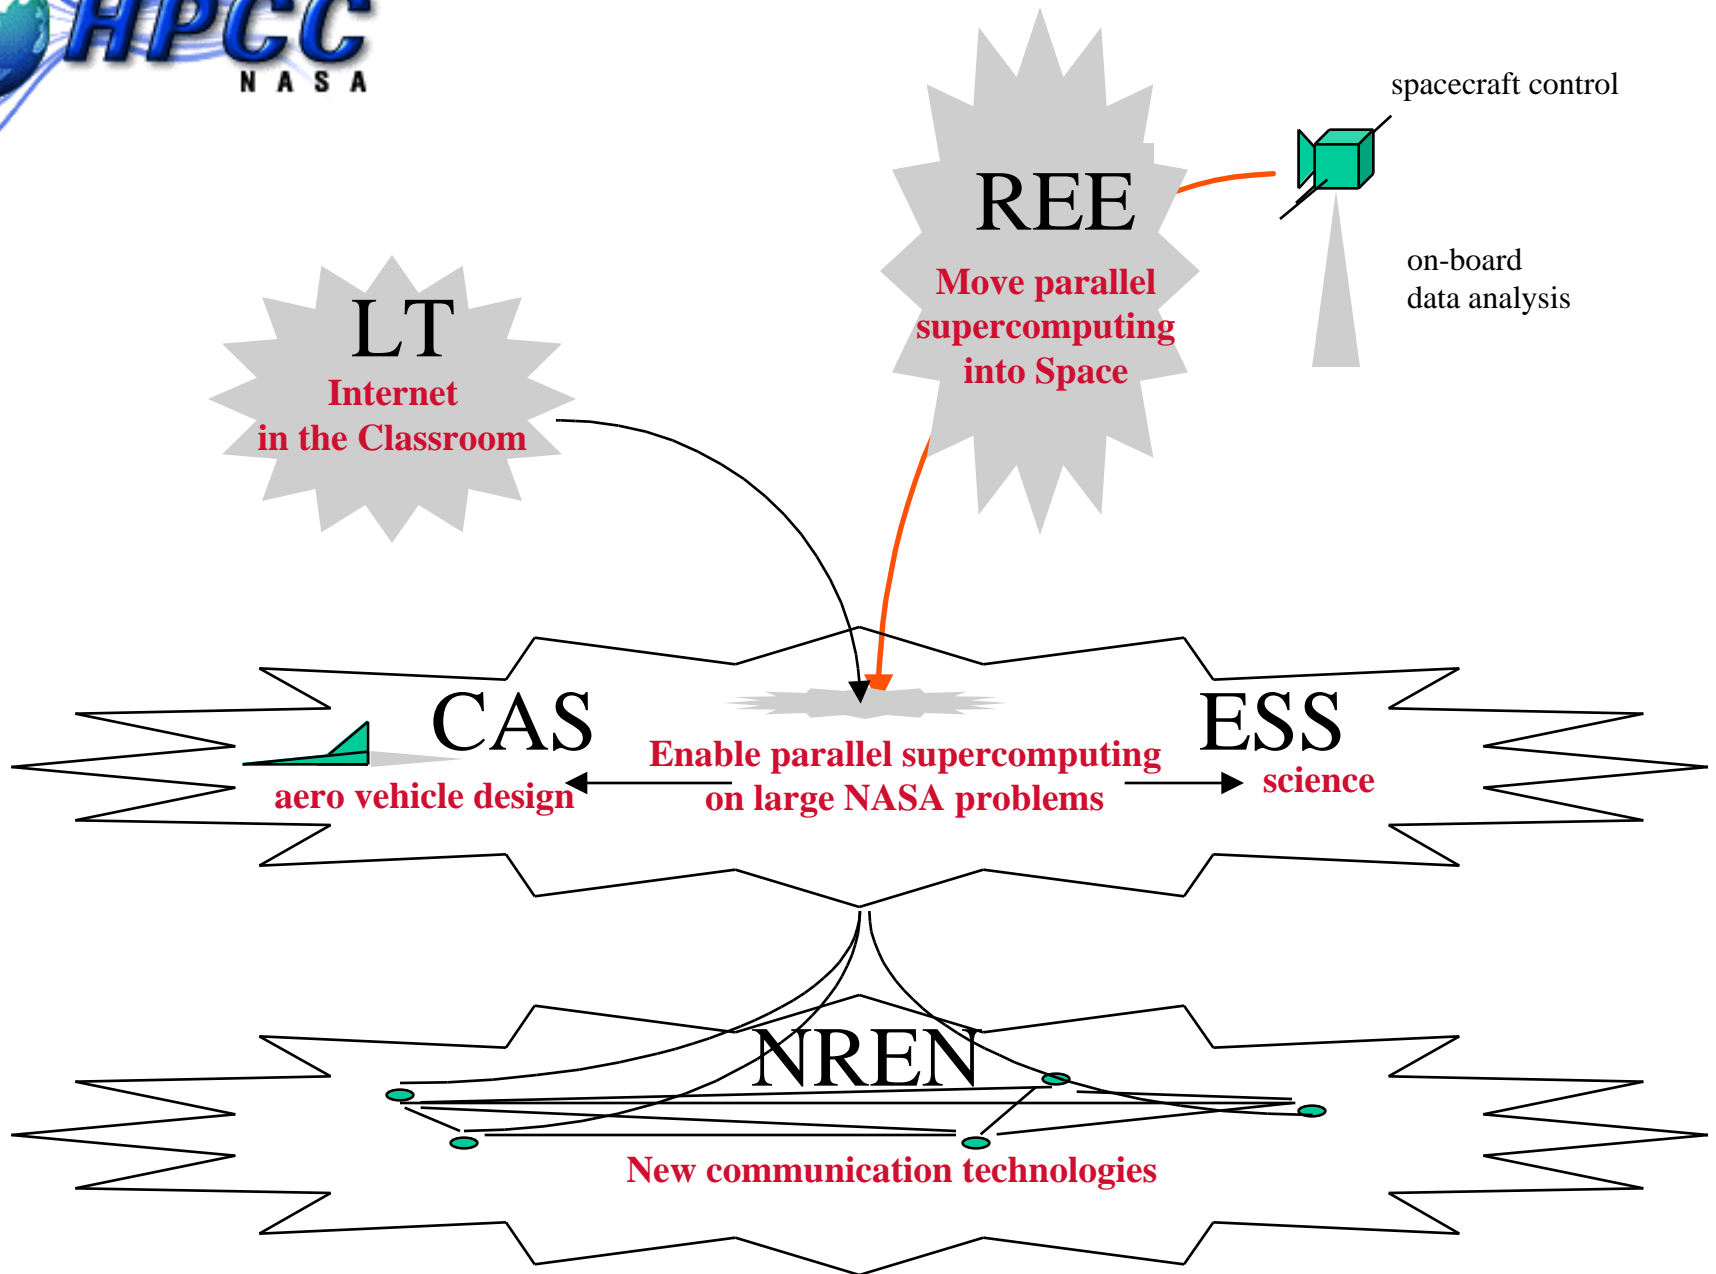 HPCC
NASA
spacecraft control
REE
Move parallel
supercomputing
into Space
on-board
data analysis
LT
Internet
in the Classroom
CAS
aero vehicle design
Enable parallel supercomputing
on large NASA problems
ESS
science
NREN
New communication technologies